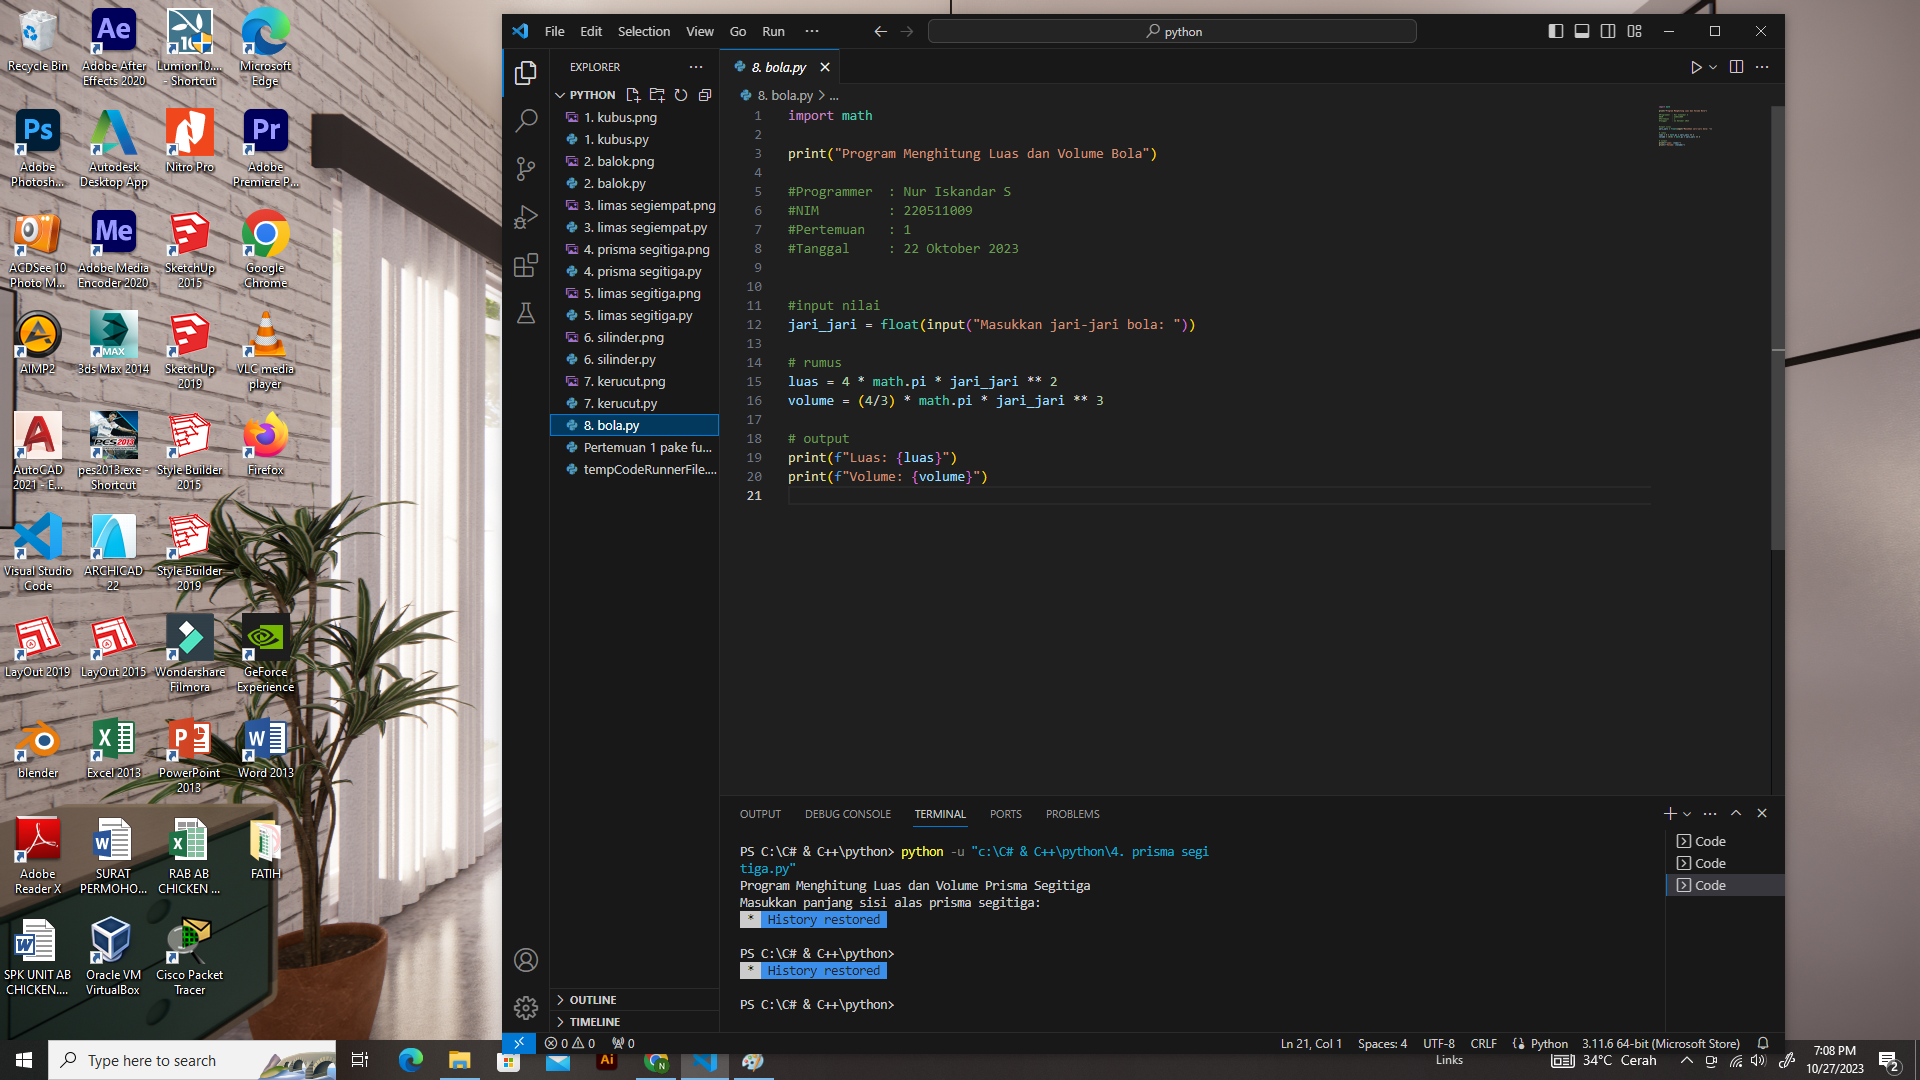 Recycle Bin
Adobe After Effects 2020
Lumion10.... - Shortcut
Microsoft Edge
Adobe Photosh...
Autodesk Desktop App
Nitro Pro
Adobe Premiere P...
ACDSee 10 Photo M...
Adobe Media Encoder 2020
SketchUp 2015
Google Chrome
AIMP2
3ds Max 2014
SketchUp 2019
VLC media player
AutoCAD 2021 - E...
pes2013.exe - Shortcut
Style Builder 2015
Firefox
Visual Studio Code
ARCHICAD 22
Style Builder 2019
LayOut 2019
LayOut 2015
Wondershare Filmora
GeForce Experience
blender
Excel 2013
PowerPoint 2013
Word 2013
Adobe Reader X
SURAT PERMOHO...
RAB AB CHICKEN ...
FATIH
SPK UNIT AB CHICKEN....
Oracle VM VirtualBox
Cisco Packet Tracer
File Edit Selection View Go Run ···
python
EXPLORER
PYTHON
1. kubus.png
1. kubus.py
2. balok.png
2. balok.py
3. limas segiempat.png
3. limas segiempat.py
4. prisma segitiga.png
4. prisma segitiga.py
5. limas segitiga.png
5. limas segitiga.py
6. silinder.png
6. silinder.py
7. kerucut.png
7. kerucut.py
8. bola.py
Pertemuan 1 pake fu...
tempCodeRunnerFile....
OUTLINE
TIMELINE
8. bola.py
8. bola.py > ...
1 import math
2
3 print("Program Menghitung Luas dan Volume Bola")
4
5 #Programmer  : Nur Iskandar S
6 #NIM         : 220511009
7 #Pertemuan   : 1
8 #Tanggal     : 22 Oktober 2023
9
10
11 #input nilai
12 jari_jari = float(input("Masukkan jari-jari bola: "))
13
14 # rumus
15 luas = 4 * math.pi * jari_jari ** 2
16 volume = (4/3) * math.pi * jari_jari ** 3
17
18 # output
19 print(f"Luas: {luas}")
20 print(f"Volume: {volume}")
21
OUTPUT DEBUG CONSOLE TERMINAL PORTS PROBLEMS
PS C:\C# & C++\python> python -u "c:\C# & C++\python\4. prisma segi
tiga.py"
Program Menghitung Luas dan Volume Prisma Segitiga
Masukkan panjang sisi alas prisma segitiga:
* History restored
PS C:\C# & C++\python>
* History restored
PS C:\C# & C++\python>
Code
Code
Code
0 0 0
Ln 21, Col 1 Spaces: 4 UTF-8 CRLF Python 3.11.6 64-bit (Microsoft Store)
Type here to search
Links
34°C Cerah
7:08 PM
10/27/2023
2